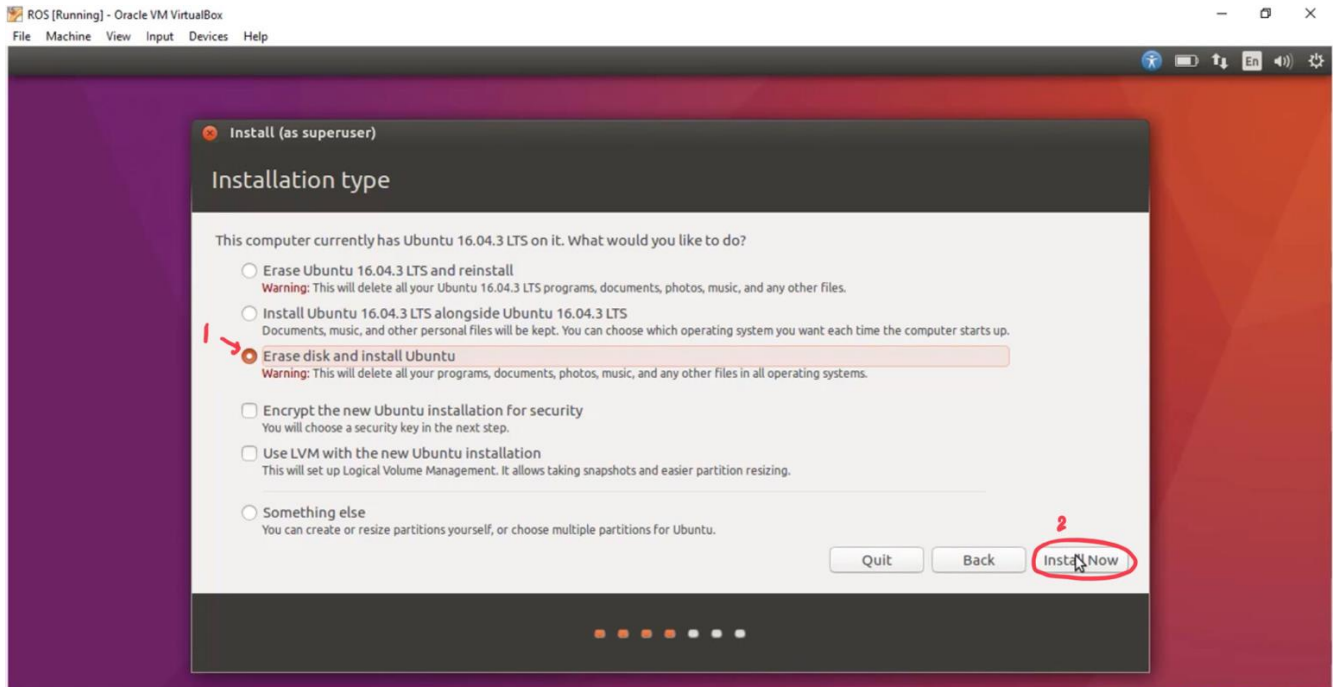 ROS [Running] - Oracle VM VirtualBox
File Machine View Input Devices Help
En
Install (as superuser)
Installation type
This computer currently has Ubuntu 16.04.3 LTS on it. What would you like to do?
Erase Ubuntu 16.04.3 LTS and reinstall
Warning: This will delete all your Ubuntu 16.04.3 LTS programs, documents, photos, music, and any other files.
Install Ubuntu 16.04.3 LTS alongside Ubuntu 16.04.3 LTS
Documents, music, and other personal files will be kept. You can choose which operating system you want each time the computer starts up.
1
Erase disk and install Ubuntu
Warning: This will delete all your programs, documents, photos, music, and any other files in all operating systems.
Encrypt the new Ubuntu installation for security
You will choose a security key in the next step.
Use LVM with the new Ubuntu installation
This will set up Logical Volume Management. It allows taking snapshots and easier partition resizing.
Something else
You can create or resize partitions yourself, or choose multiple partitions for Ubuntu.
2
Quit Back Install Now